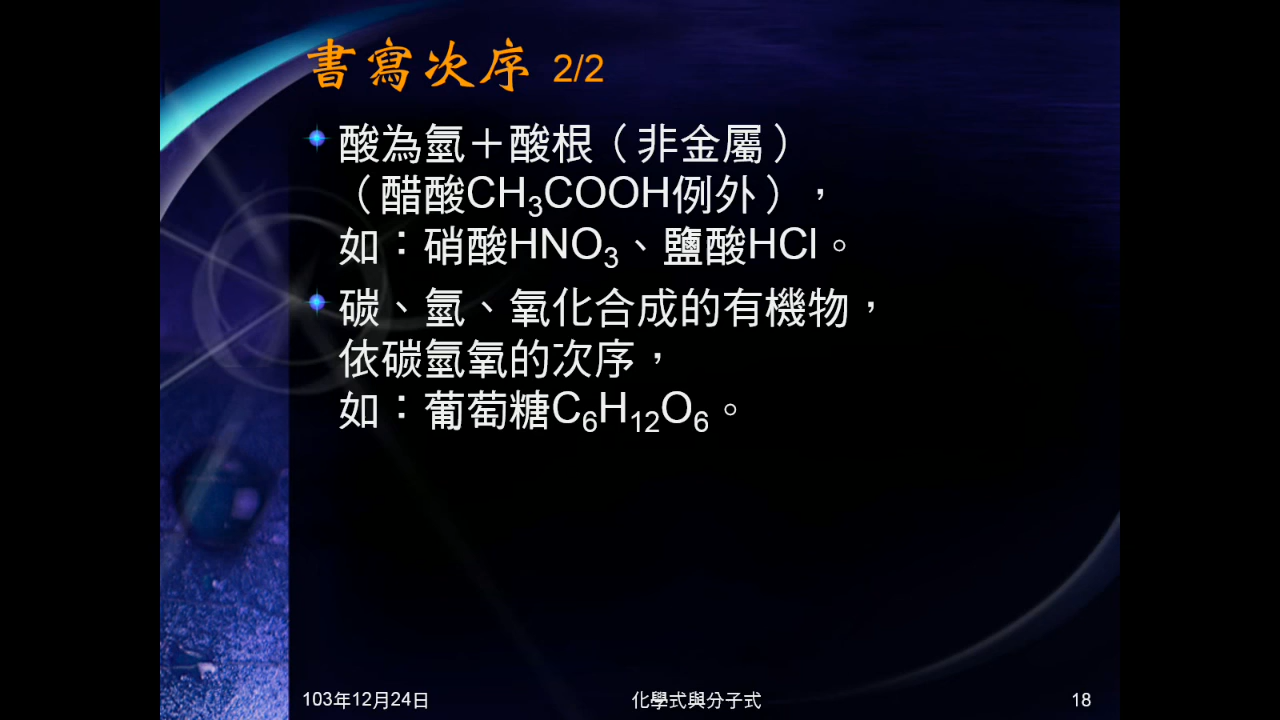 書寫次序 2/2
酸為氫＋酸根（非金屬）
（醋酸CH₃COOH例外），
如：硝酸HNO₃、鹽酸HCl。
碳、氫、氧化合成的有機物，
依碳氫氧的次序，
如：葡萄糖C₆H₁₂O₆。
103年12月24日
化學式與分子式
18